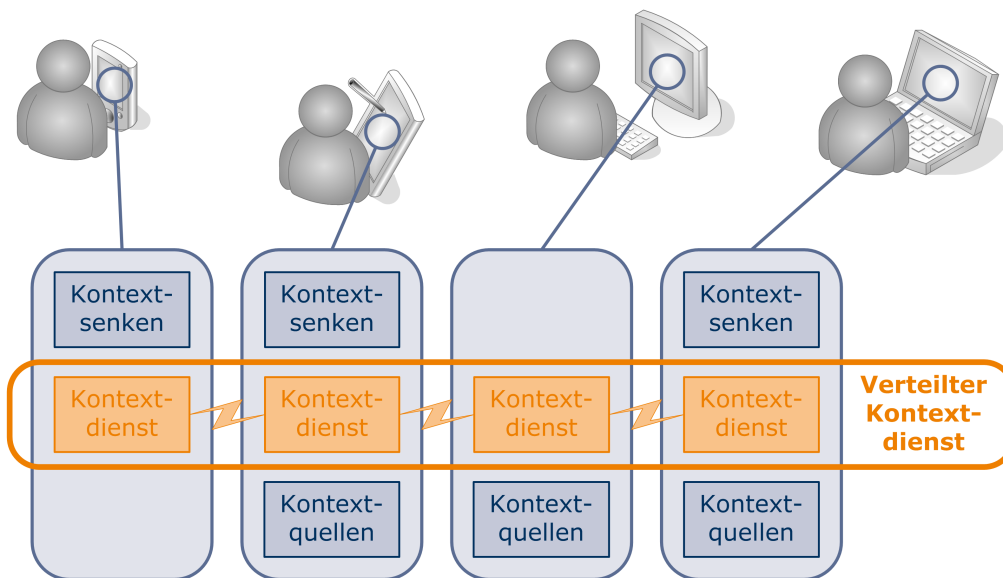 Kontext-
senken
Kontext-
senken
Kontext-
senken
Kontext-
dienst
Kontext-
dienst
Kontext-
dienst
Kontext-
dienst
Verteilter
Kontext-
dienst
Kontext-
quellen
Kontext-
quellen
Kontext-
quellen